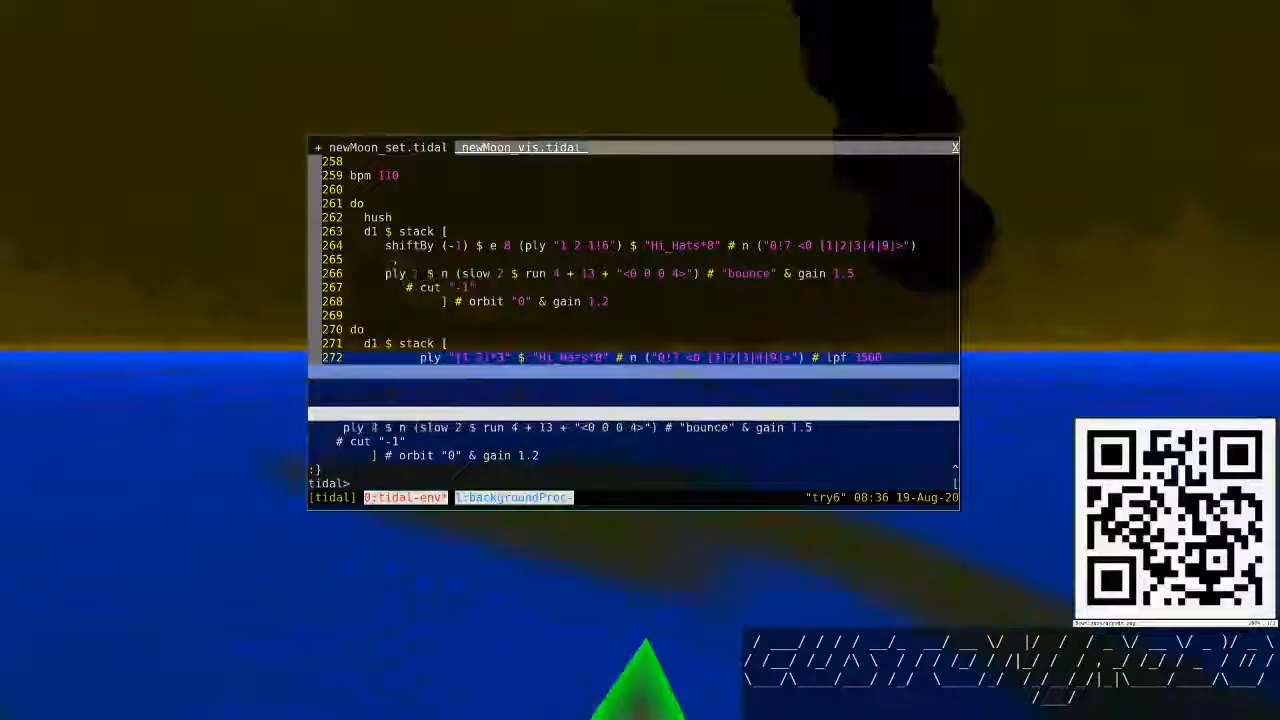 + newMoon_set.tidal  newMoon_vis.tidal X
258
259 bpm 110
260
261 do
262   hush
263   d1 $ stack [
264      shiftBy (-1) $ e 8 (ply "1 2 1!6") $ "Hi_Hats*8" # n ("0!7 <0 [1|2|3|4|9]>")
265       ,
266      ply 2 $ n (slow 2 $ run 4 + 13 + "<0 0 0 4>") # "bounce" & gain 1.5
267         # cut "-1"
268              ] # orbit "0" & gain 1.2
269
270 do
271   d1 $ stack [
272           ply "[1 2]*3" $ "Hi_Hats*8" # n ("0!7 <0 [1|2|3|4|9]>") # lpf 3500
ply $ n (slow 2 $ run 4 + 13 + "<0 0 0 4>") # "bounce" & gain 1.5
# cut "-1"
] # orbit "0" & gain 1.2
:}
tidal>
[tidal] 0:tidal-env* 1:backgroundProc- "try6" 08:36 19-Aug-20
CUSTOM_ROBO